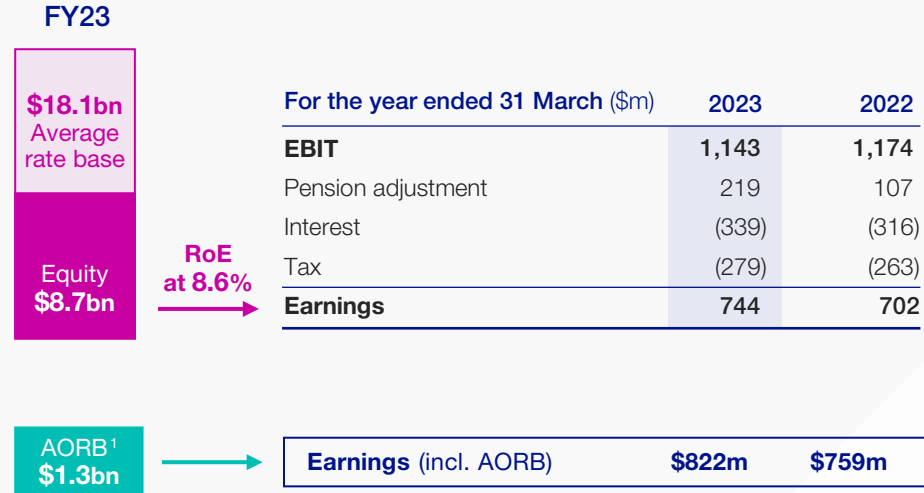 FY23
$18.1bn
Average
rate base
Equity
$8.7bn
RoE
at 8.6%
For the year ended 31 March ($m) 2023 2022
EBIT 1,143 1,174
Pension adjustment 219 107
Interest (339) (316)
Tax (279) (263)
Earnings 744 702
AORB¹
$1.3bn
Earnings (incl. AORB) $822m $759m